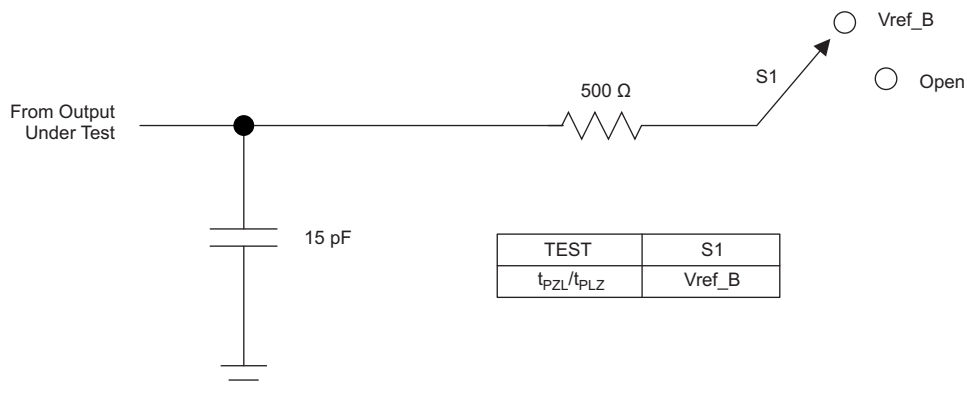 Vref_B
S1
Open
500 Ω
From Output
Under Test
15 pF
TEST S1
tPZL/tPLZ Vref_B